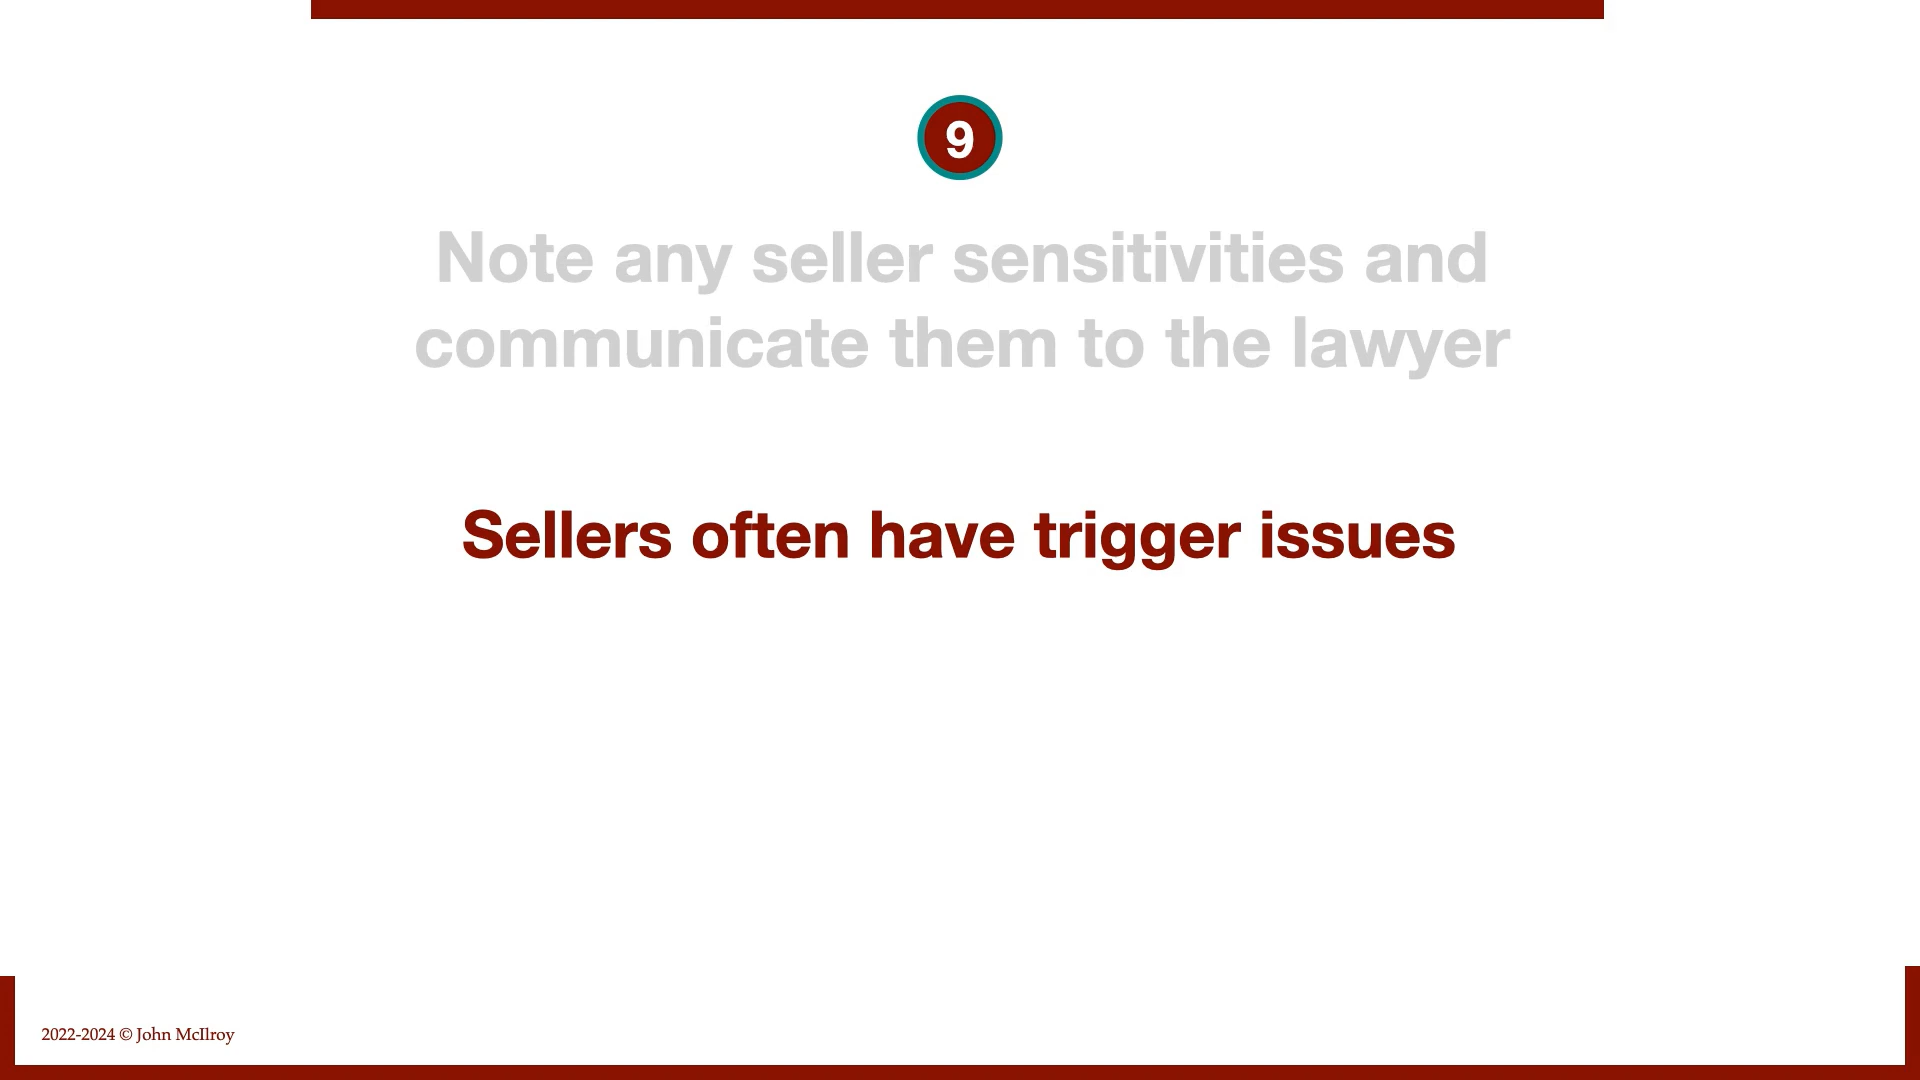 9
Note any seller sensitivities and
communicate them to the lawyer
Sellers often have trigger issues
2022-2024 © John McIlroy